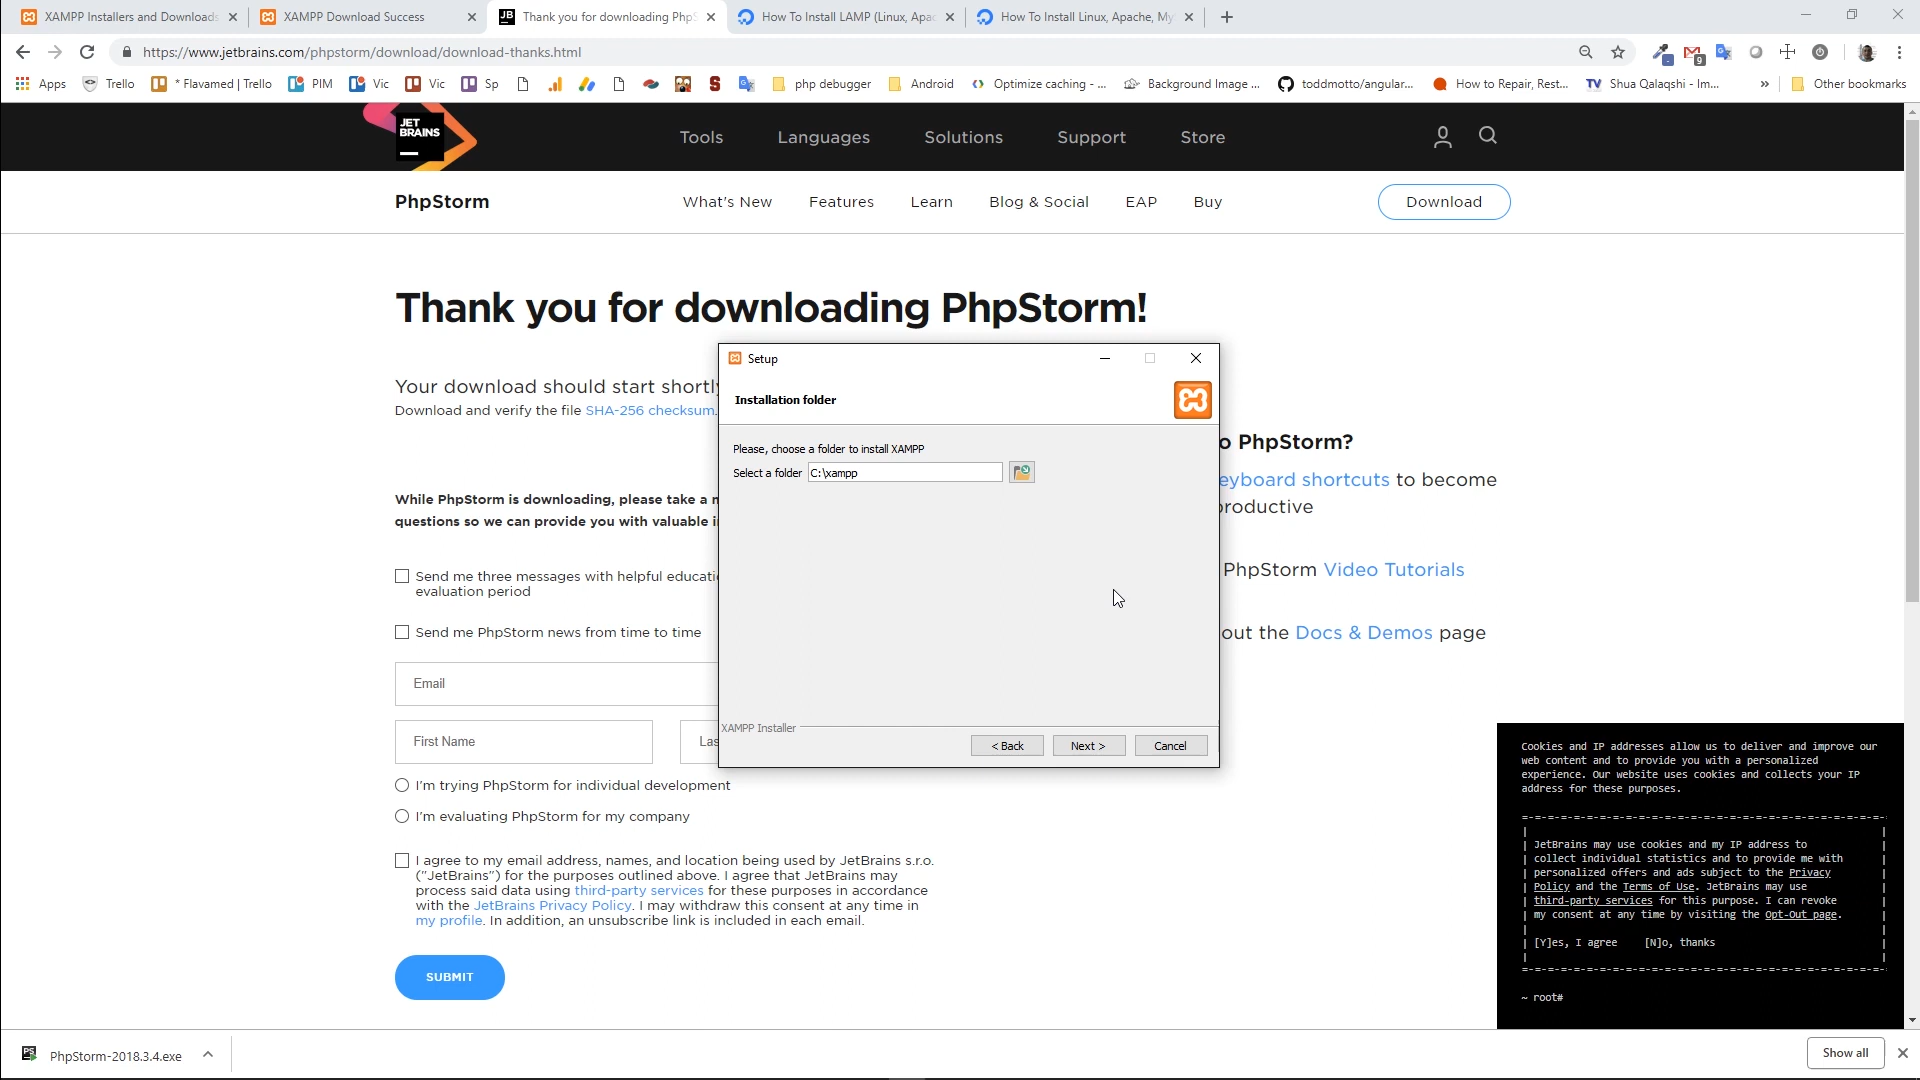 XAMPP Installers and Downloads
XAMPP Download Success
JB Thank you for downloading PhpS
How To Install LAMP (Linux, Apac
How To Install Linux, Apache, My
https://www.jetbrains.com/phpstorm/download/download-thanks.html
9
Apps
Trello
* Flavamed | Trello
PIM
Vic
Vic
Sp
php debugger
Android
Optimize caching - ...
Background Image ...
toddmotto/angular...
How to Repair, Rest...
TV Shua Qalaqshi - Im...
»
Other bookmarks
JET
BRAINS
Tools
Languages
Solutions
Support
Store
PhpStorm
What's New
Features
Learn
Blog & Social
EAP
Buy
Download
Thank you for downloading PhpStorm!
Your download should start shortly
Download and verify the file SHA-256 checksum.
While PhpStorm is downloading, please take a m
questions so we can provide you with valuable i
Send me three messages with helpful educatio
evaluation period
Send me PhpStorm news from time to time
Email
First Name
Las
I'm trying PhpStorm for individual development
I'm evaluating PhpStorm for my company
I agree to my email address, names, and location being used by JetBrains s.r.o.
("JetBrains") for the purposes outlined above. I agree that JetBrains may
process said data using third-party services for these purposes in accordance
with the JetBrains Privacy Policy. I may withdraw this consent at any time in
my profile. In addition, an unsubscribe link is included in each email.
SUBMIT
Setup
Installation folder
Please, choose a folder to install XAMPP
Select a folder C:\xampp
XAMPP Installer
< Back
Next >
Cancel
o PhpStorm?
eyboard shortcuts to become
productive
PhpStorm Video Tutorials
out the Docs & Demos page
Cookies and IP addresses allow us to deliver and improve our
web content and to provide you with a personalized
experience. Our website uses cookies and collects your IP
address for these purposes.
JetBrains may use cookies and my IP address to
collect individual statistics and to provide me with
personalized offers and ads subject to the Privacy
Policy and the Terms of Use. JetBrains may use
third-party services for this purpose. I can revoke
my consent at any time by visiting the Opt-Out page.
[Y]es, I agree [N]o, thanks
~ root#
PS PhpStorm-2018.3.4.exe
Show all